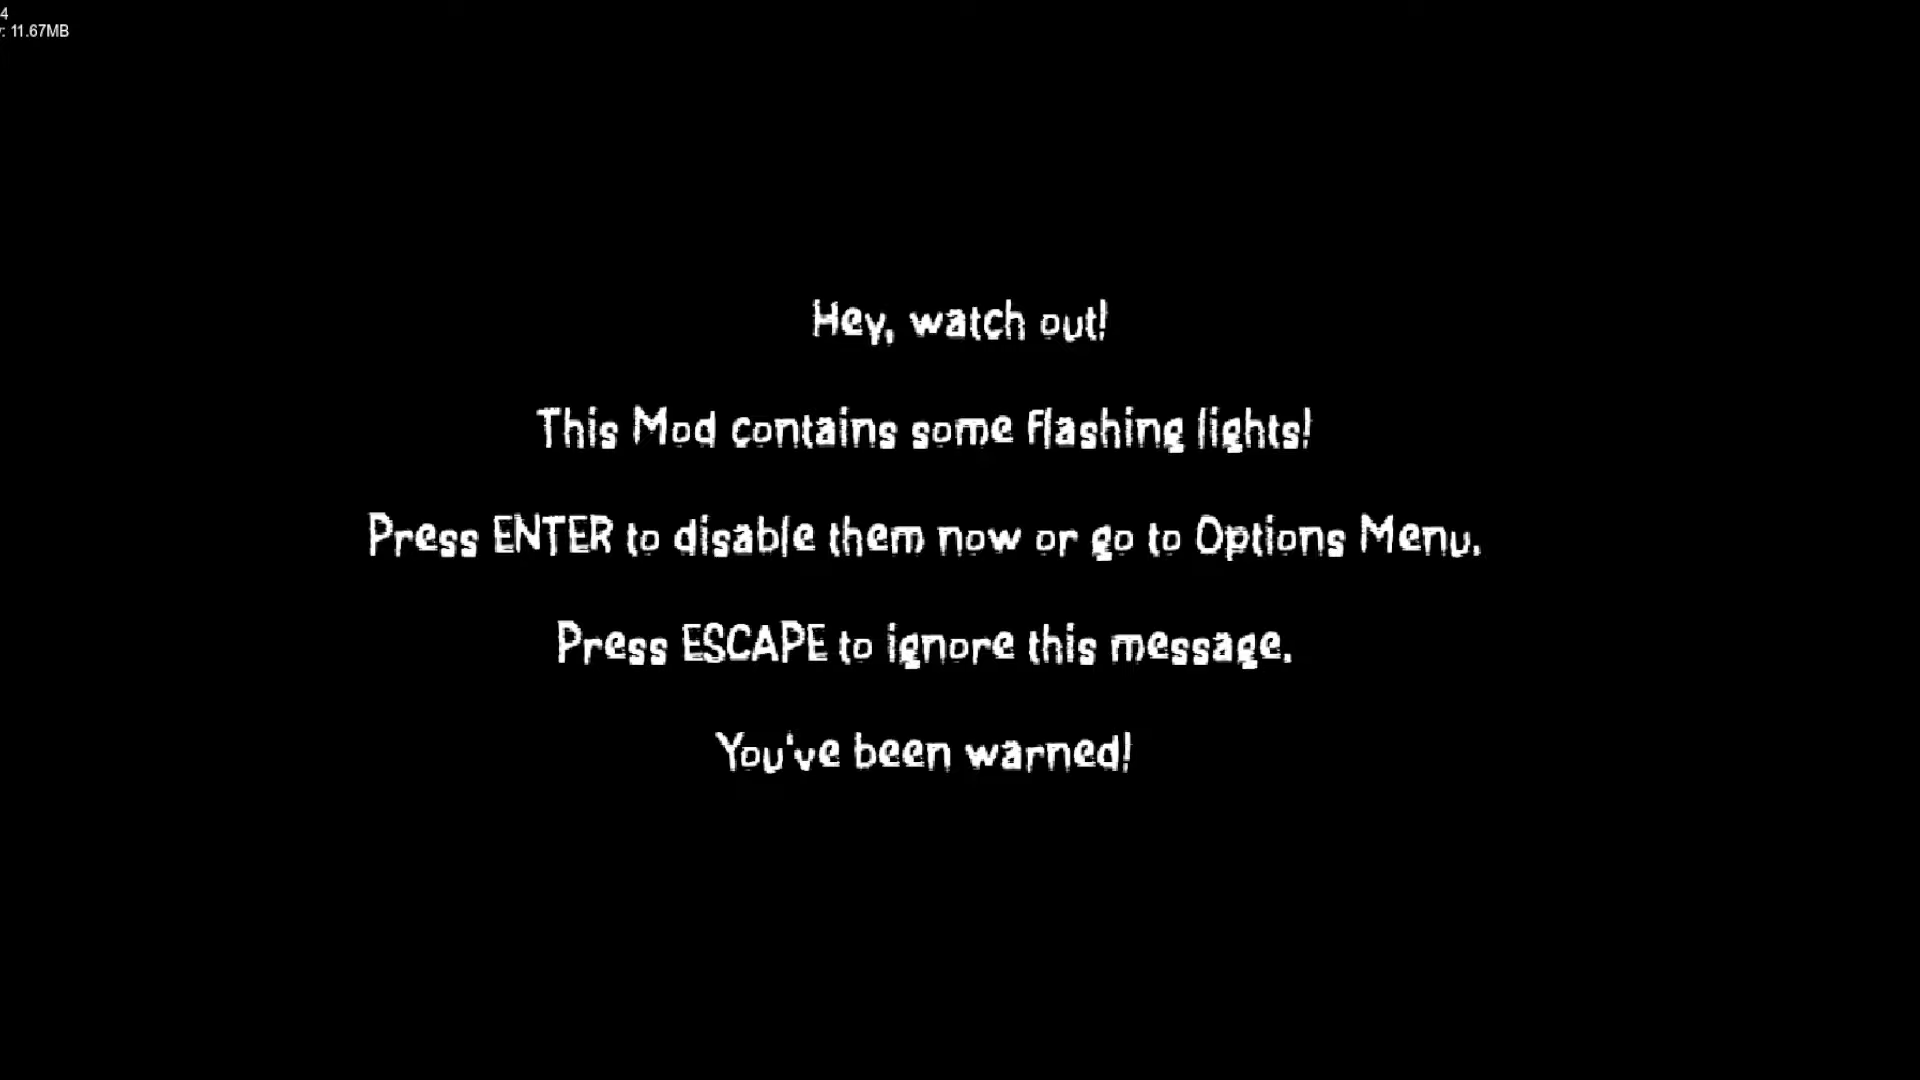 4
: 11.67MB
Hey, watch out!
This Mod contains some flashing lights!
Press ENTER to disable them now or go to Options Menu.
Press ESCAPE to ignore this message.
You've been warned!